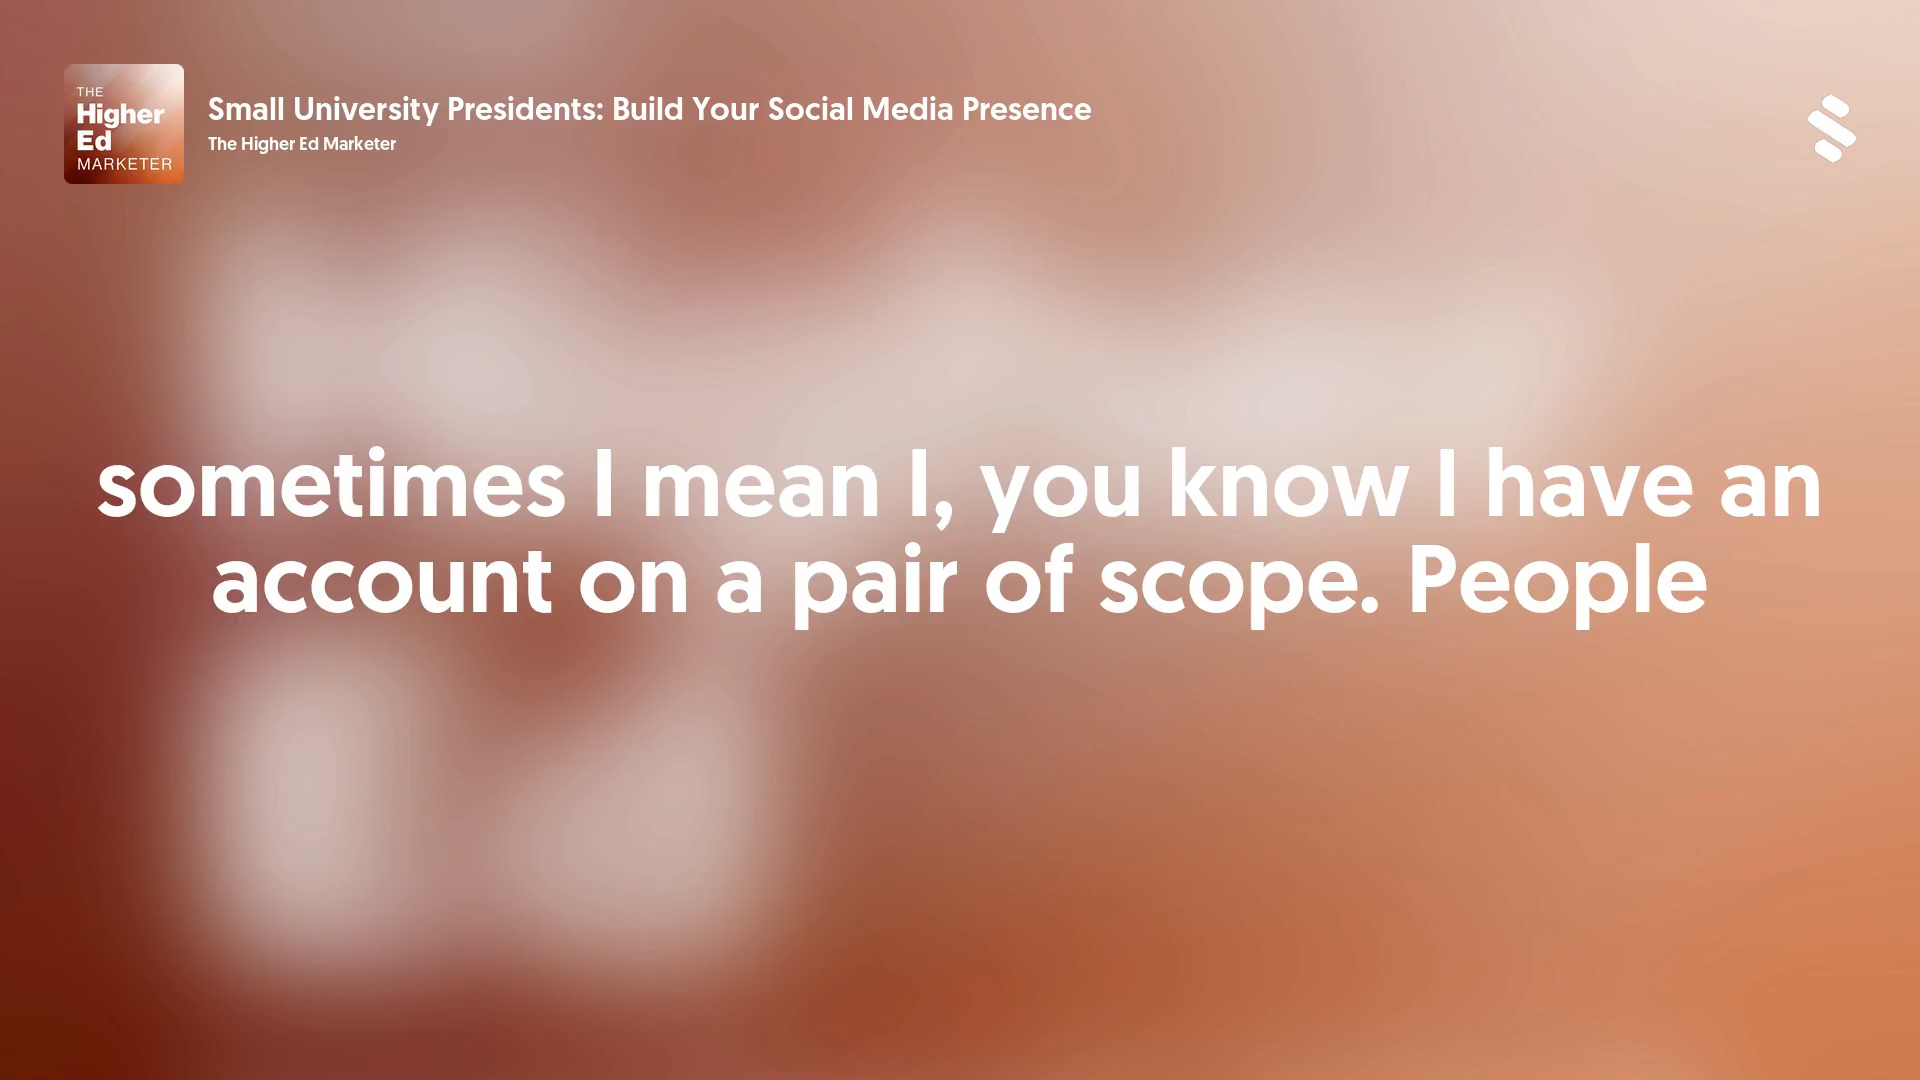 THE
Higher
Ed
MARKETER
Small University Presidents: Build Your Social Media Presence
The Higher Ed Marketer
sometimes I mean I, you know I have an
account on a pair of scope. People